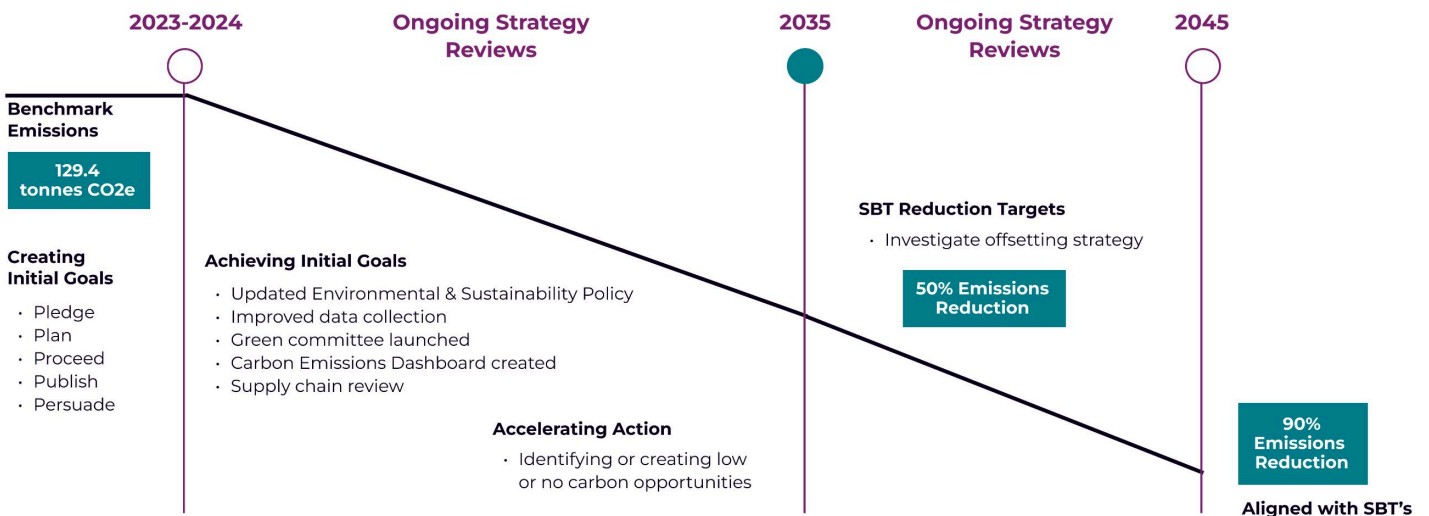 2023-2024
Ongoing Strategy
Reviews
2035
Ongoing Strategy
Reviews
2045
Benchmark
Emissions
129.4
tonnes CO2e
Creating
Initial Goals
• Pledge
• Plan
• Proceed
• Publish
• Persuade
Achieving Initial Goals
• Updated Environmental & Sustainability Policy
• Improved data collection
• Green committee launched
• Carbon Emissions Dashboard created
• Supply chain review
Accelerating Action
• Identifying or creating low
or no carbon opportunities
SBT Reduction Targets
• Investigate offsetting strategy
50% Emissions
Reduction
90%
Emissions
Reduction
Aligned with SBT’s